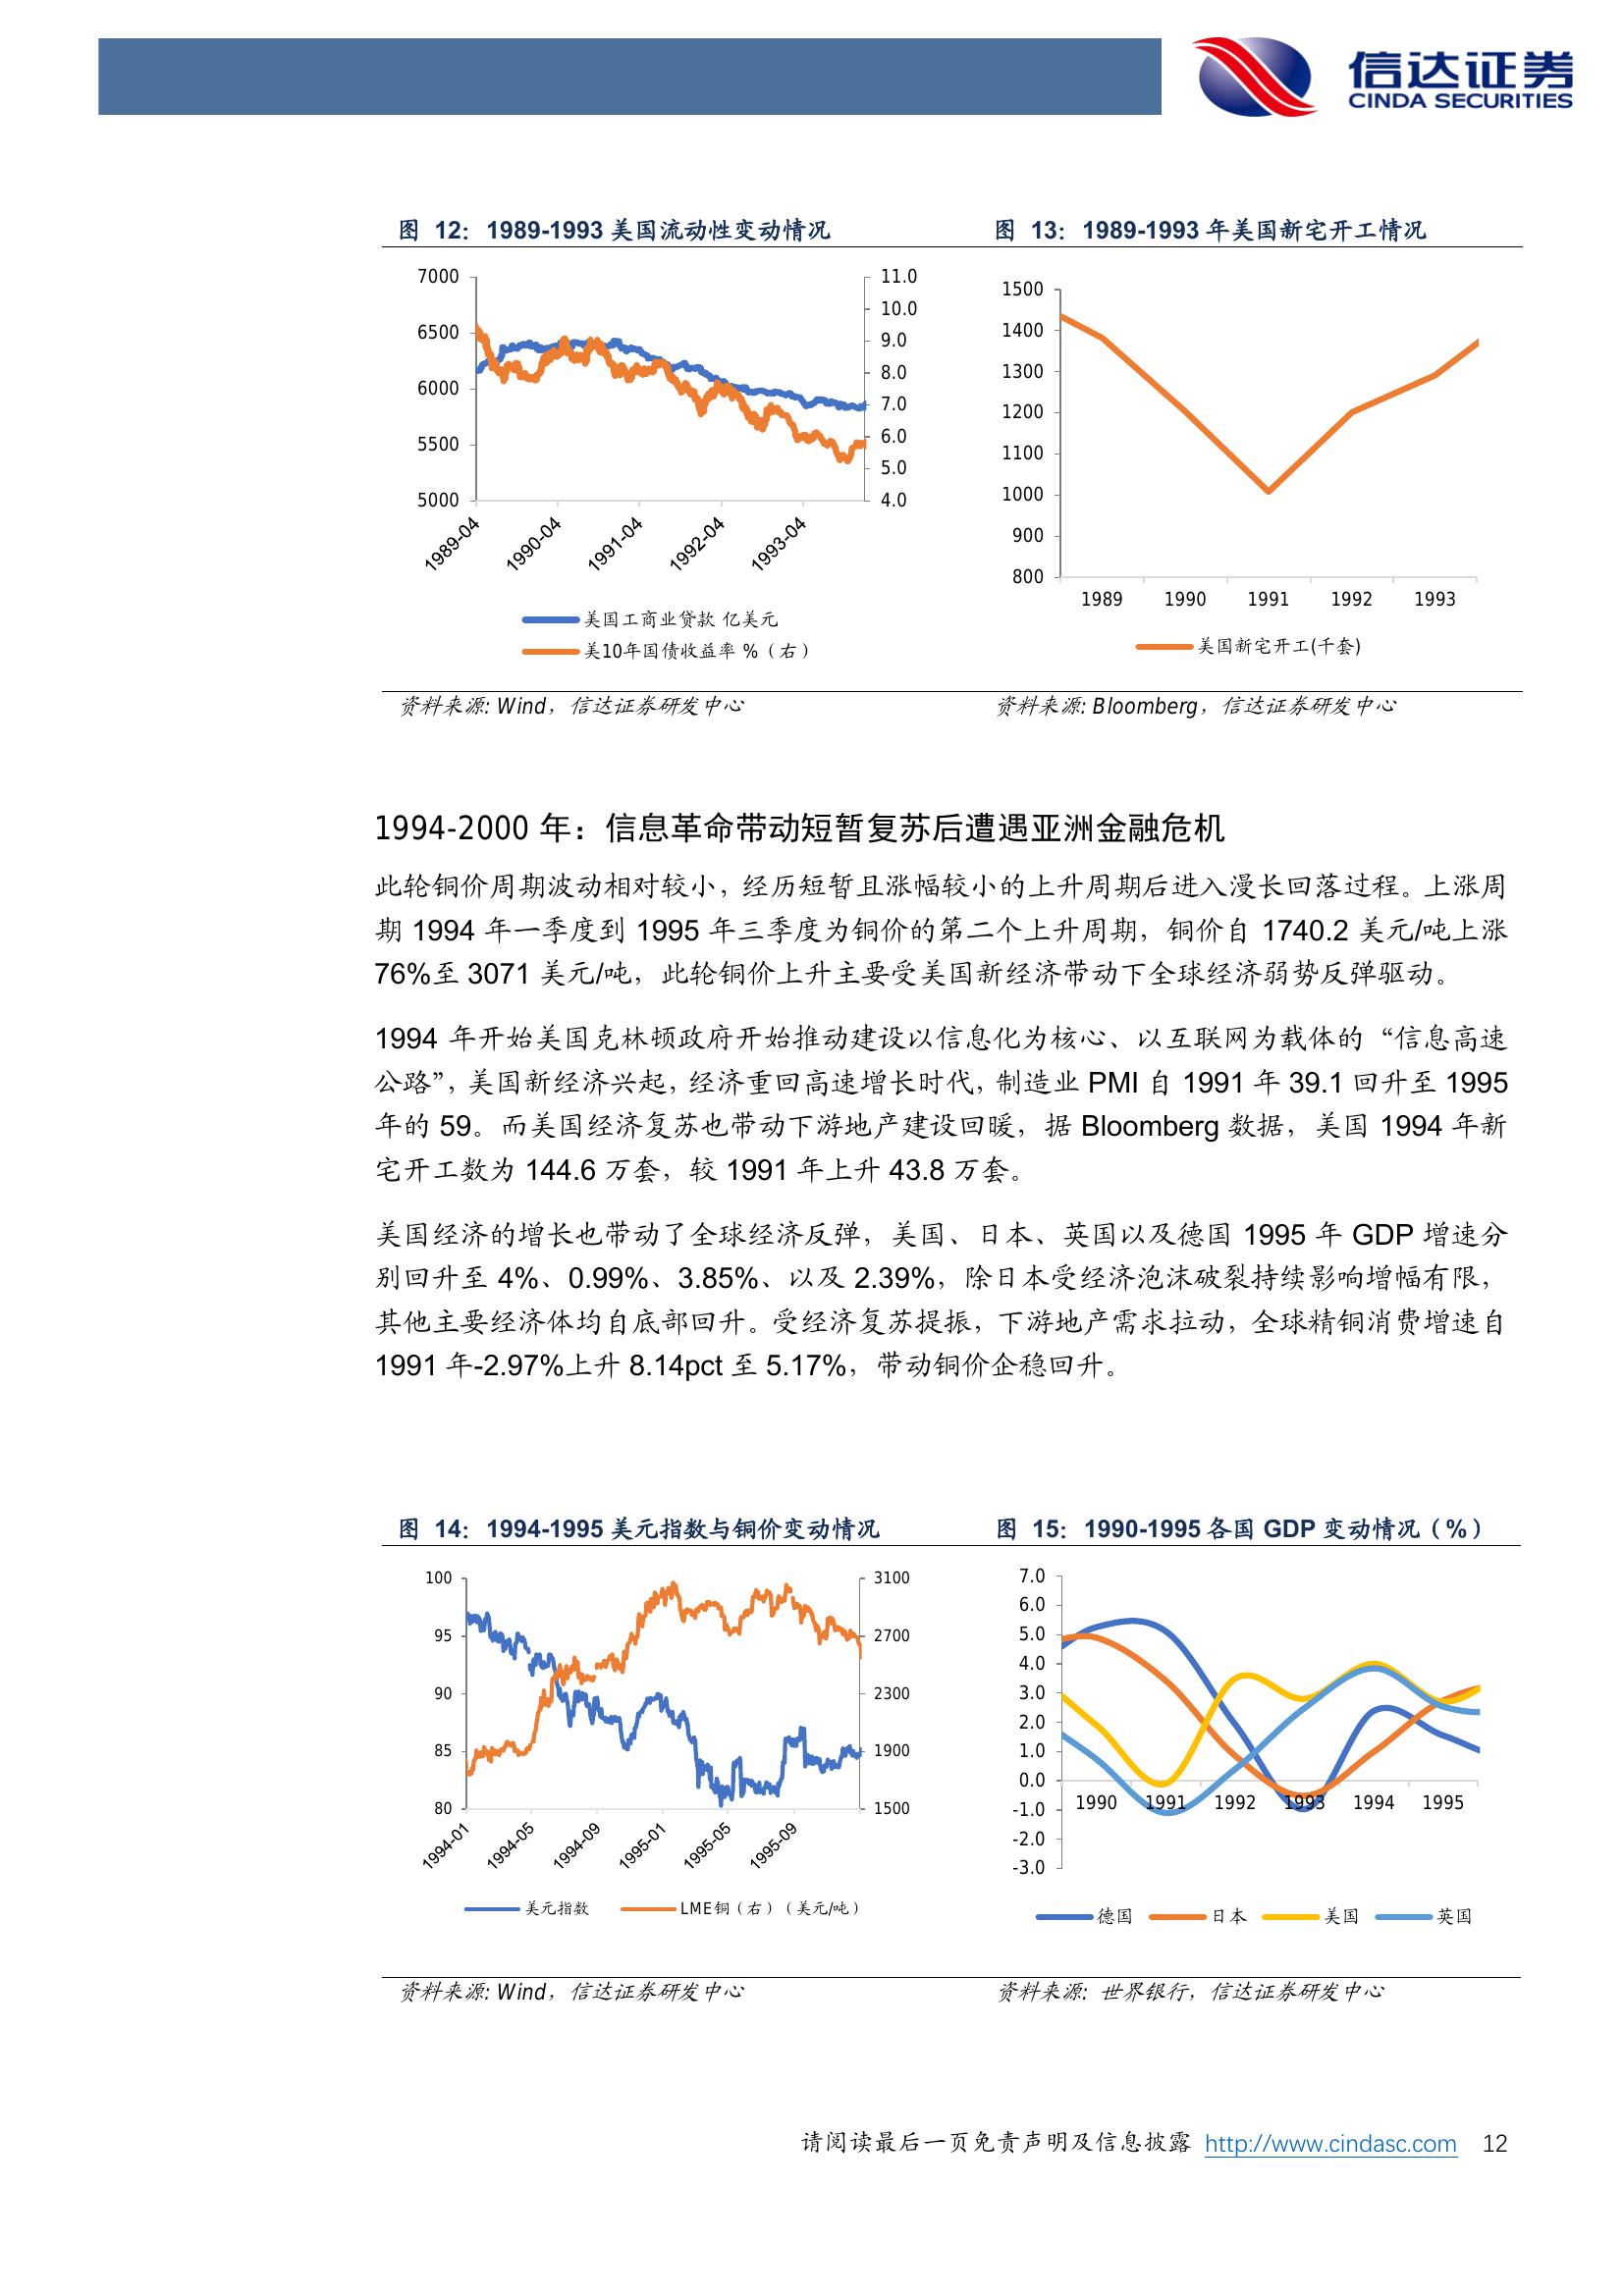 信达证券
CINDA SECURITIES
图 12：1989-1993 美国流动性变动情况
7000
6500
6000
5500
5000
11.0
10.0
9.0
8.0
7.0
6.0
5.0
4.0
1989-04
1990-04
1991-04
1992-04
1993-04
美国工商业贷款 亿美元
美10年国债收益率 %（右）
资料来源: Wind，信达证券研发中心
图 13：1989-1993 年美国新宅开工情况
1500
1400
1300
1200
1100
1000
900
800
1989
1990
1991
1992
1993
美国新宅开工(千套)
资料来源: Bloomberg，信达证券研发中心
1994-2000 年：信息革命带动短暂复苏后遭遇亚洲金融危机
此轮铜价周期波动相对较小，经历短暂且涨幅较小的上升周期后进入漫长回落过程。上涨周
期 1994 年一季度到 1995 年三季度为铜价的第二个上升周期，铜价自 1740.2 美元/吨上涨
76%至 3071 美元/吨，此轮铜价上升主要受美国新经济带动下全球经济弱势反弹驱动。
1994 年开始美国克林顿政府开始推动建设以信息化为核心、以互联网为载体的“信息高速
公路”，美国新经济兴起，经济重回高速增长时代，制造业 PMI 自 1991 年 39.1 回升至 1995
年的 59。而美国经济复苏也带动下游地产建设回暖，据 Bloomberg 数据，美国 1994 年新
宅开工数为 144.6 万套，较 1991 年上升 43.8 万套。
美国经济的增长也带动了全球经济反弹，美国、日本、英国以及德国 1995 年 GDP 增速分
别回升至 4%、0.99%、3.85%、以及 2.39%，除日本受经济泡沫破裂持续影响增幅有限，
其他主要经济体均自底部回升。受经济复苏提振，下游地产需求拉动，全球精铜消费增速自
1991 年-2.97%上升 8.14pct 至 5.17%，带动铜价企稳回升。
图 14：1994-1995 美元指数与铜价变动情况
100
95
90
85
80
3100
2700
2300
1900
1500
1994-01
1994-05
1994-09
1995-01
1995-05
1995-09
美元指数
LME铜（右）（美元/吨）
资料来源: Wind，信达证券研发中心
图 15：1990-1995 各国 GDP 变动情况（%）
7.0
6.0
5.0
4.0
3.0
2.0
1.0
0.0
-1.0
-2.0
-3.0
1990
1991
1992
1993
1994
1995
德国
日本
美国
英国
资料来源: 世界银行，信达证券研发中心
请阅读最后一页免责声明及信息披露 http://www.cindasc.com 12